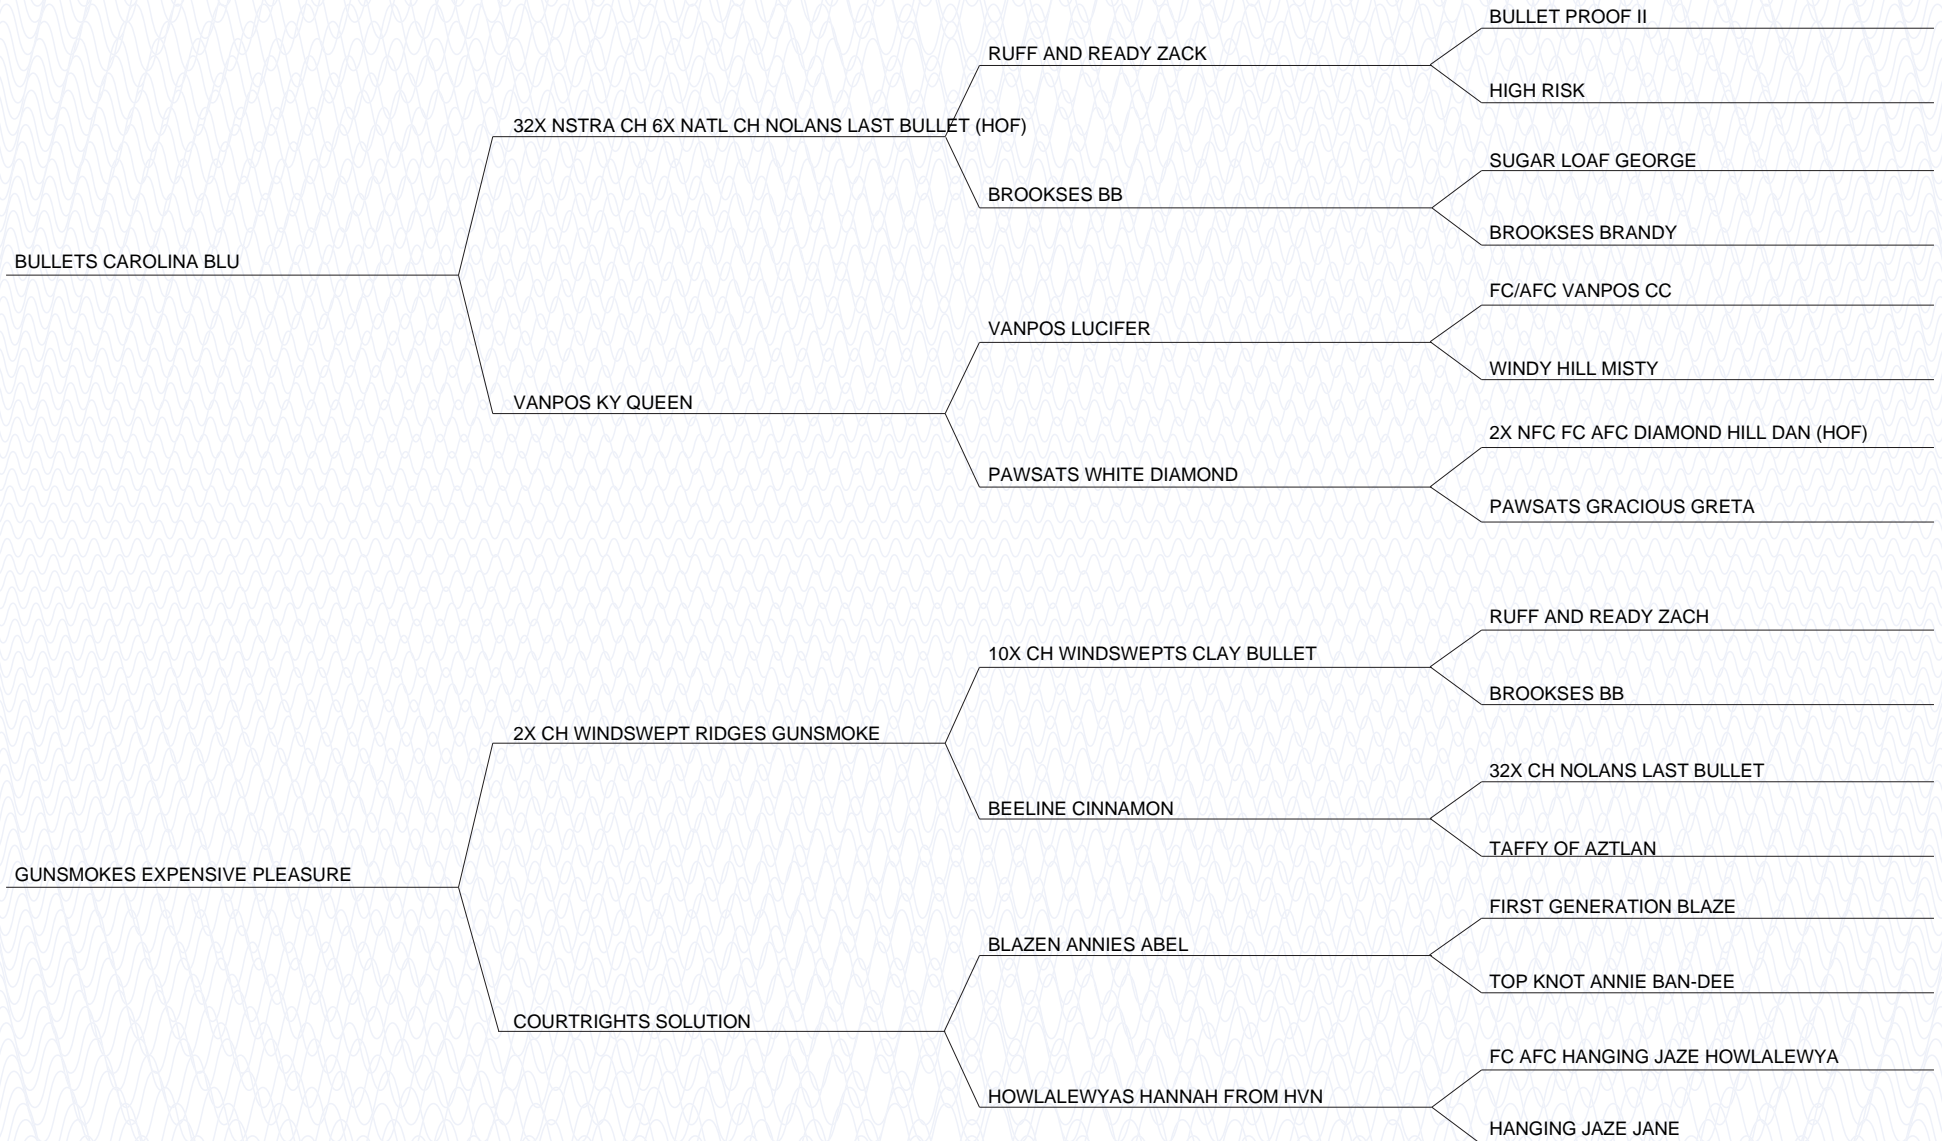 BULLET PROOF II
RUFF AND READY ZACK
HIGH RISK
32X NSTRA CH 6X NATL CH NOLANS LAST BULLET (HOF)
SUGAR LOAF GEORGE
BROOKSES BB
BROOKSES BRANDY
BULLETS CAROLINA BLU
FC/AFC VANPOS CC
VANPOS LUCIFER
WINDY HILL MISTY
VANPOS KY QUEEN
2X NFC FC AFC DIAMOND HILL DAN (HOF)
PAWSATS WHITE DIAMOND
PAWSATS GRACIOUS GRETA
RUFF AND READY ZACH
10X CH WINDSWEPTS CLAY BULLET
BROOKSES BB
2X CH WINDSWEPT RIDGES GUNSMOKE
32X CH NOLANS LAST BULLET
BEELINE CINNAMON
TAFFY OF AZTLAN
GUNSMOKES EXPENSIVE PLEASURE
FIRST GENERATION BLAZE
BLAZEN ANNIES ABEL
TOP KNOT ANNIE BAN-DEE
COURTRIGHTS SOLUTION
FC AFC HANGING JAZE HOWLALEWYA
HOWLALEWYAS HANNAH FROM HVN
HANGING JAZE JANE